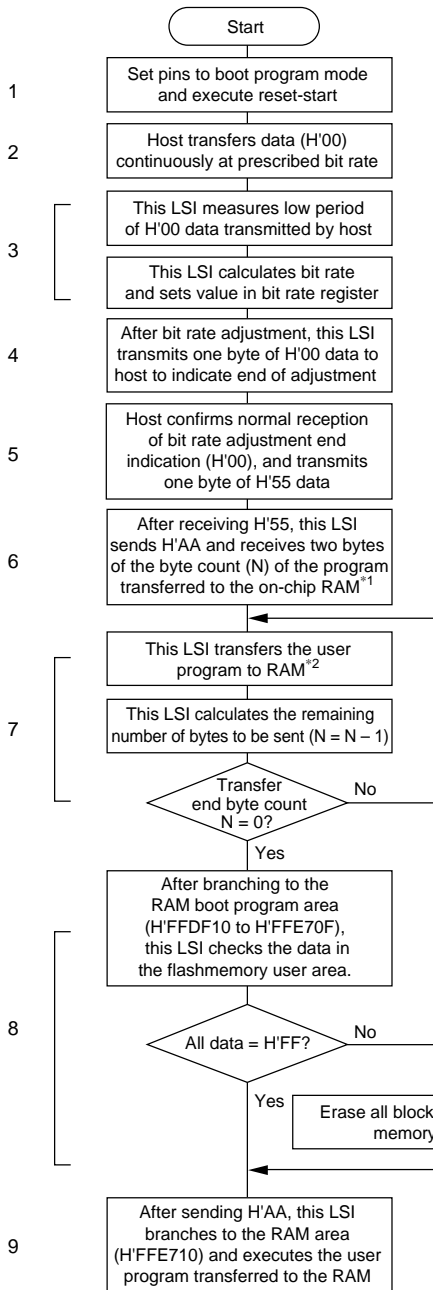 Start
1
Set pins to boot program mode
and execute reset-start
2
Host transfers data (H'00)
continuously at prescribed bit rate
3
This LSI measures low period
of H'00 data transmitted by host
This LSI calculates bit rate
and sets value in bit rate register
4
After bit rate adjustment, this LSI
transmits one byte of H'00 data to
host to indicate end of adjustment
5
Host confirms normal reception
of bit rate adjustment end
indication (H'00), and transmits
one byte of H'55 data
6
After receiving H'55, this LSI
sends H'AA and receives two bytes
of the byte count (N) of the program
transferred to the on-chip RAM*1
7
This LSI transfers the user
program to RAM*2
This LSI calculates the remaining
number of bytes to be sent (N = N – 1)
Transfer
end byte count
N = 0?
No
Yes
8
After branching to the
RAM boot program area
(H'FFDF10 to H'FFE70F),
this LSI checks the data in
the flashmemory user area.
All data = H'FF?
No
Yes
Erase all block
memory
9
After sending H'AA, this LSI
branches to the RAM area
(H'FFE710) and executes the user
program transferred to the RAM